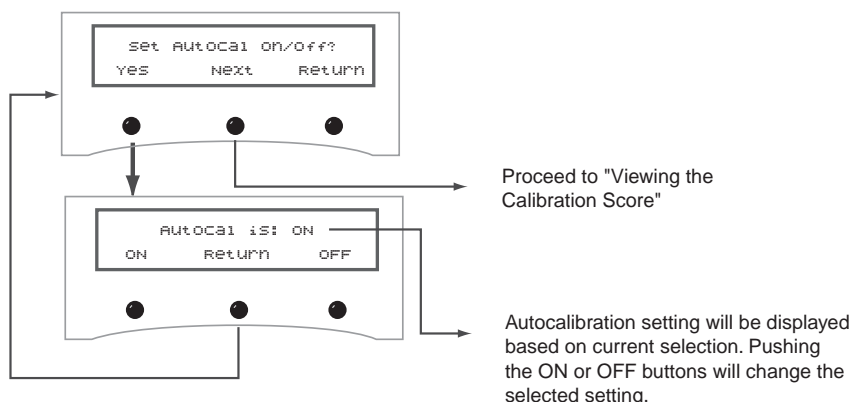 Set Autocal On/Off?
Yes Next Return
Proceed to "Viewing the
Calibration Score"
Autocal is: ON
ON Return OFF
Autocalibration setting will be displayed
based on current selection. Pushing
the ON or OFF buttons will change the
selected setting.